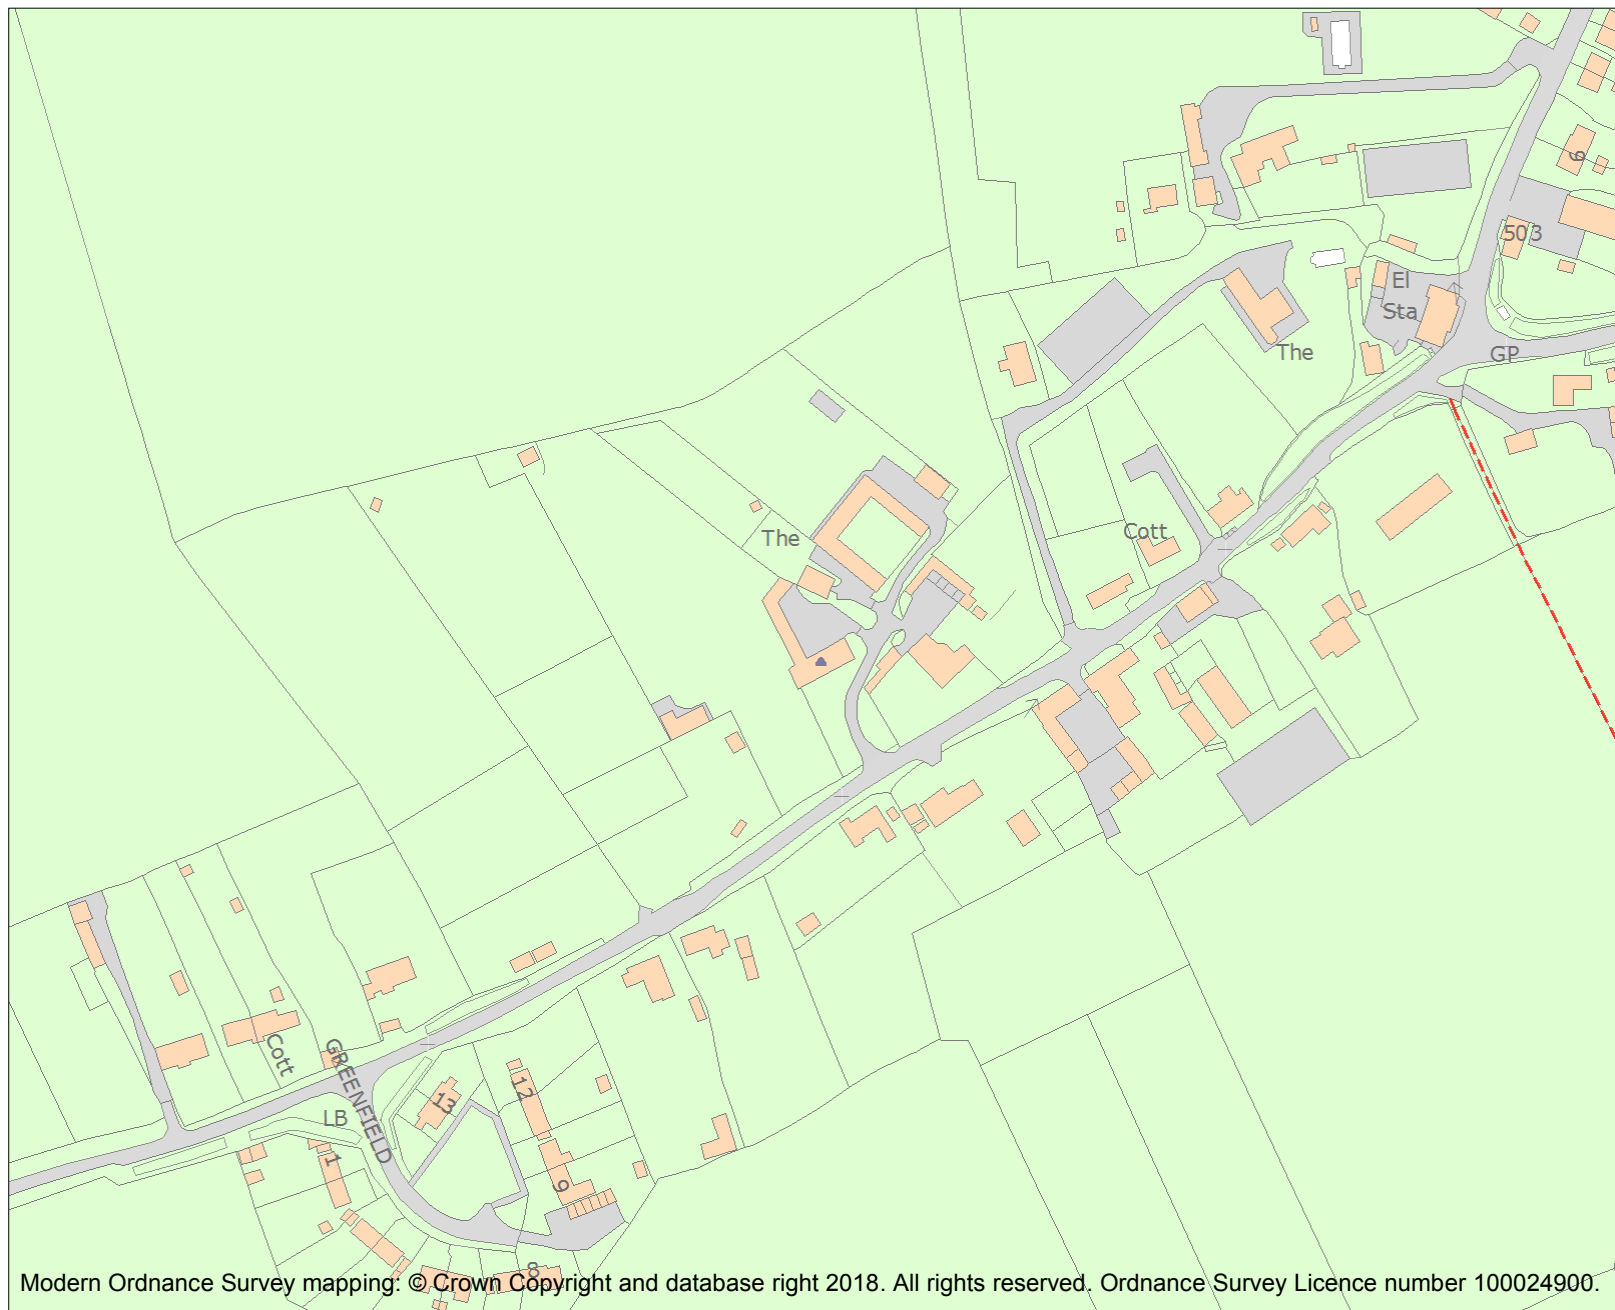 6
503
El
Sta
The
GP
Cott
The
Cott
GREENFIELD
LB
13
12
1
9
8
Modern Ordnance Survey mapping: © Crown Copyright and database right 2018. All rights reserved. Ordnance Survey Licence number 100024900.